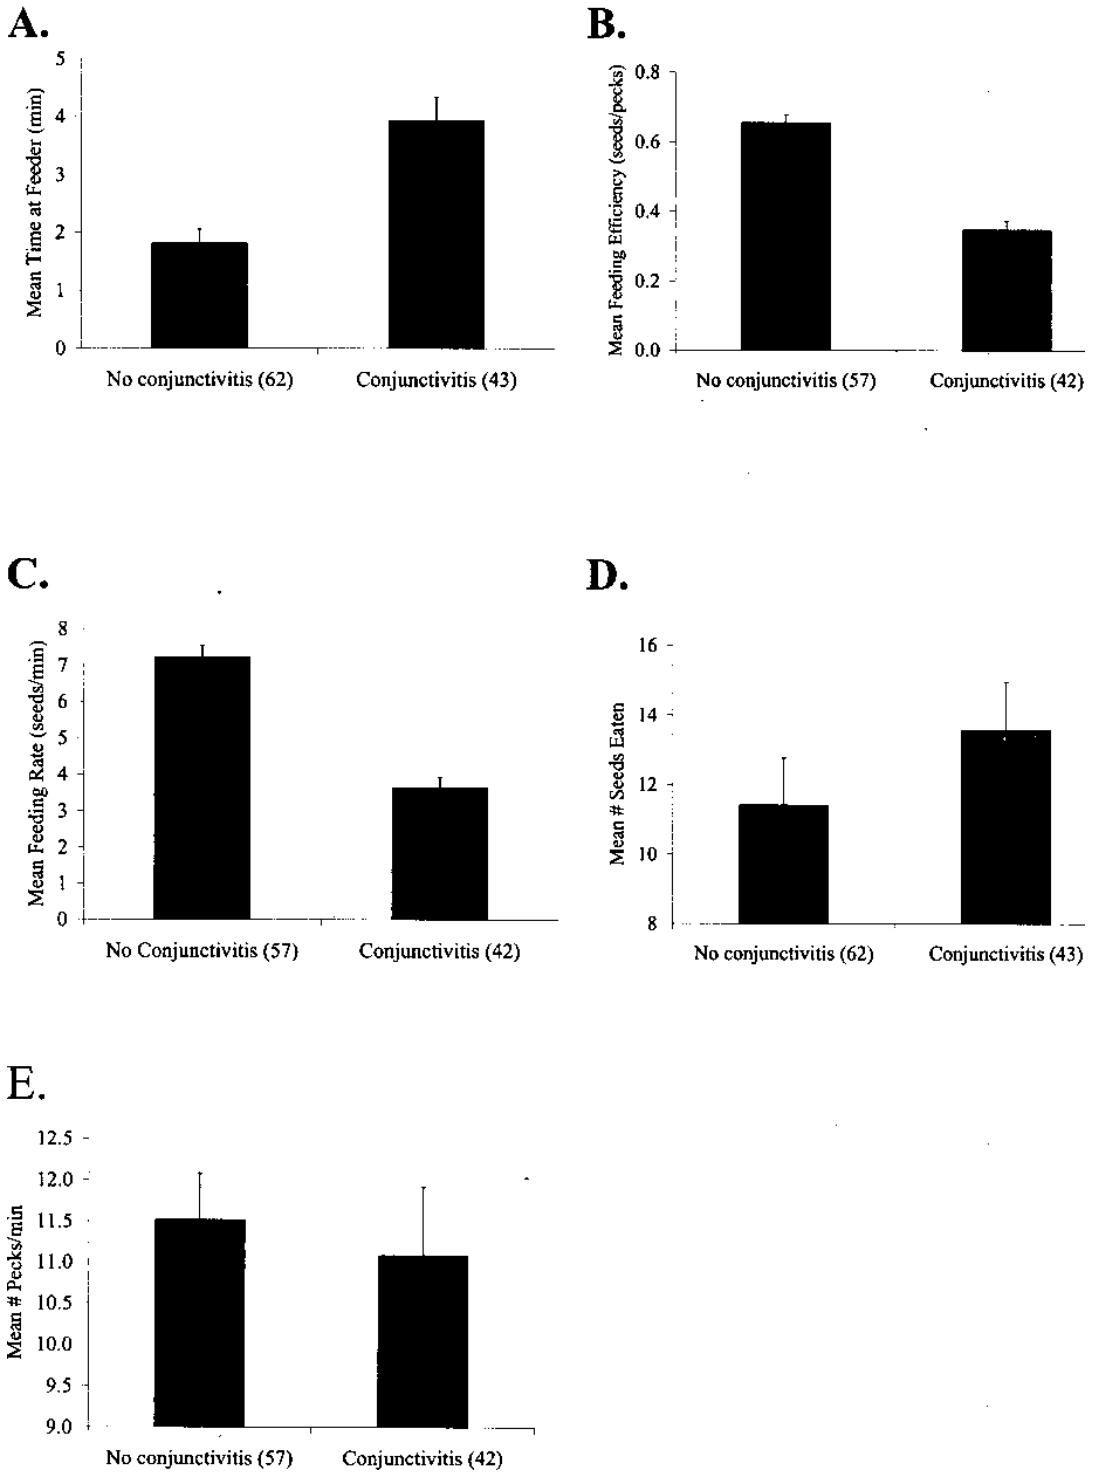 A.
Mean Time at Feeder (min)
5
4
3
2
1
0
No conjunctivitis (62)
Conjunctivitis (43)
B.
Mean Feeding Efficiency (seeds/pecks)
0.8
0.6
0.4
0.2
0.0
No conjunctivitis (57)
Conjunctivitis (42)
C.
Mean Feeding Rate (seeds/min)
8
7
6
5
4
3
2
1
0
No Conjunctivitis (57)
Conjunctivitis (42)
D.
Mean # Seeds Eaten
16
14
12
10
8
No conjunctivitis (62)
Conjunctivitis (43)
E.
Mean # Pecks/min
12.5
12.0
11.5
11.0
10.5
10.0
9.5
9.0
No conjunctivitis (57)
Conjunctivitis (42)